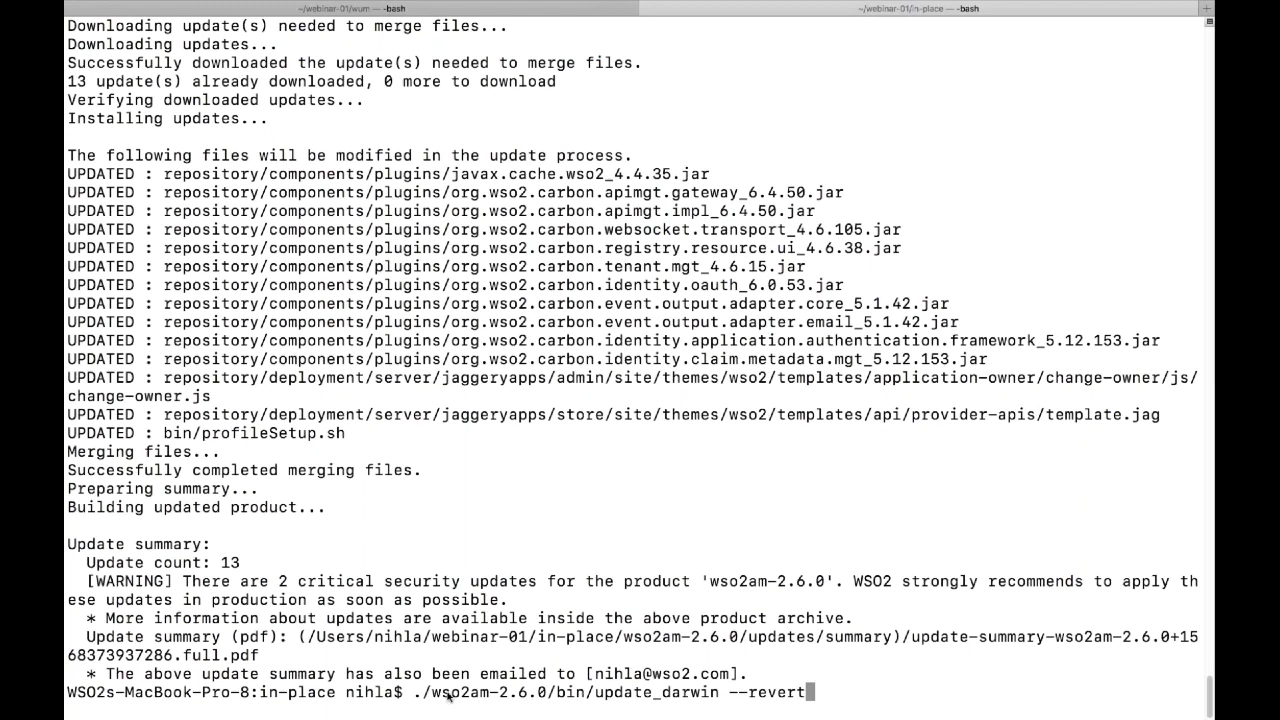 ~/webinar-01/wum — -bash
~/webinar-01/in-place — -bash
+
Downloading update(s) needed to merge files...
Downloading updates...
Successfully downloaded the update(s) needed to merge files.
13 update(s) already downloaded, 0 more to download
Verifying downloaded updates...
Installing updates...
The following files will be modified in the update process.
UPDATED : repository/components/plugins/javax.cache.wso2_4.4.35.jar
UPDATED : repository/components/plugins/org.wso2.carbon.apimgt.gateway_6.4.50.jar
UPDATED : repository/components/plugins/org.wso2.carbon.apimgt.impl_6.4.50.jar
UPDATED : repository/components/plugins/org.wso2.carbon.websocket.transport_4.6.105.jar
UPDATED : repository/components/plugins/org.wso2.carbon.registry.resource.ui_4.6.38.jar
UPDATED : repository/components/plugins/org.wso2.carbon.tenant.mgt_4.6.15.jar
UPDATED : repository/components/plugins/org.wso2.carbon.identity.oauth_6.0.53.jar
UPDATED : repository/components/plugins/org.wso2.carbon.event.output.adapter.core_5.1.42.jar
UPDATED : repository/components/plugins/org.wso2.carbon.event.output.adapter.email_5.1.42.jar
UPDATED : repository/components/plugins/org.wso2.carbon.identity.application.authentication.framework_5.12.153.jar
UPDATED : repository/components/plugins/org.wso2.carbon.identity.claim.metadata.mgt_5.12.153.jar
UPDATED : repository/deployment/server/jaggeryapps/admin/site/themes/wso2/templates/application-owner/change-owner/js/
change-owner.js
UPDATED : repository/deployment/server/jaggeryapps/store/site/themes/wso2/templates/api/provider-apis/template.jag
UPDATED : bin/profileSetup.sh
Merging files...
Successfully completed merging files.
Preparing summary...
Building updated product...
Update summary:
Update count: 13
[WARNING] There are 2 critical security updates for the product 'wso2am-2.6.0'. WSO2 strongly recommends to apply th
ese updates in production as soon as possible.
* More information about updates are available inside the above product archive.
Update summary (pdf): (/Users/nihla/webinar-01/in-place/wso2am-2.6.0/updates/summary)/update-summary-wso2am-2.6.0+15
68373937286.full.pdf
* The above update summary has also been emailed to [nihla@wso2.com].
WSO2s-MacBook-Pro-8:in-place nihla$ ./wso2am-2.6.0/bin/update_darwin --revert